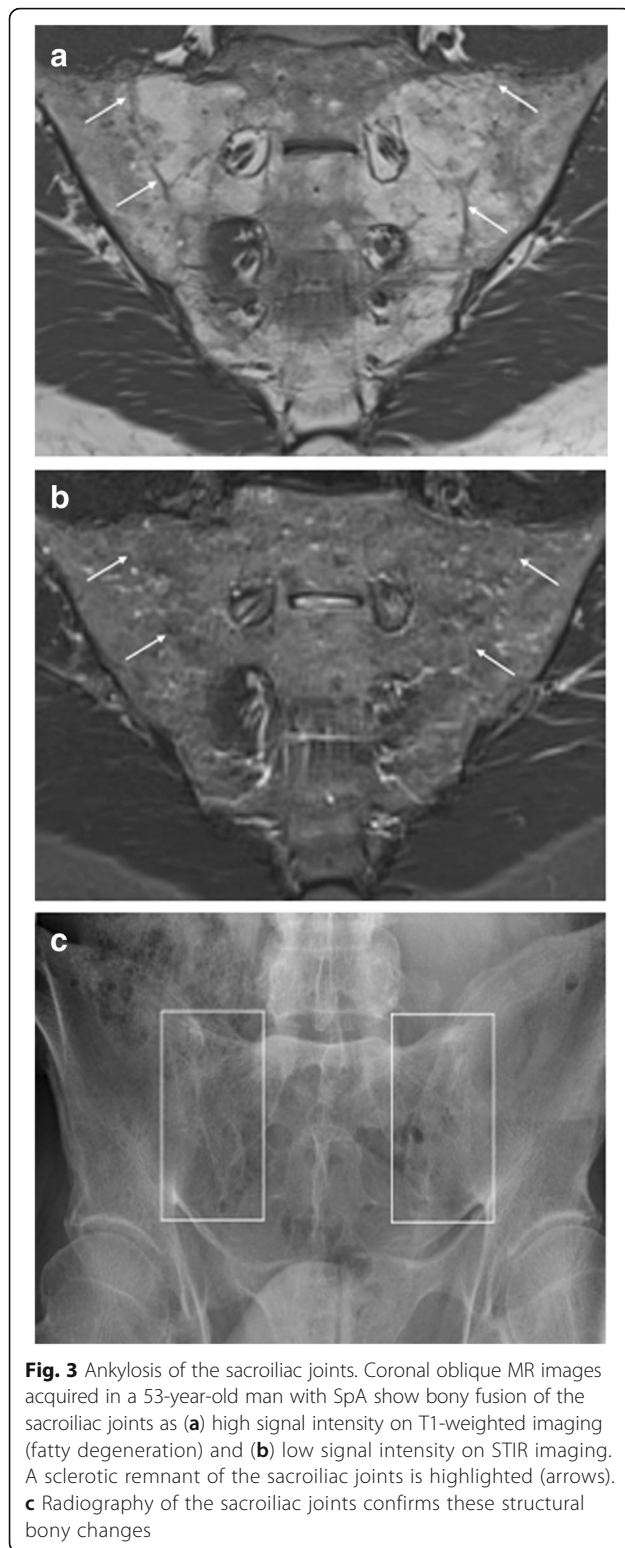 a
b
c
Fig. 3 Ankylosis of the sacroiliac joints. Coronal oblique MR images
acquired in a 53-year-old man with SpA show bony fusion of the
sacroiliac joints as (a) high signal intensity on T1-weighted imaging
(fatty degeneration) and (b) low signal intensity on STIR imaging.
A sclerotic remnant of the sacroiliac joints is highlighted (arrows).
c Radiography of the sacroiliac joints confirms these structural
bony changes